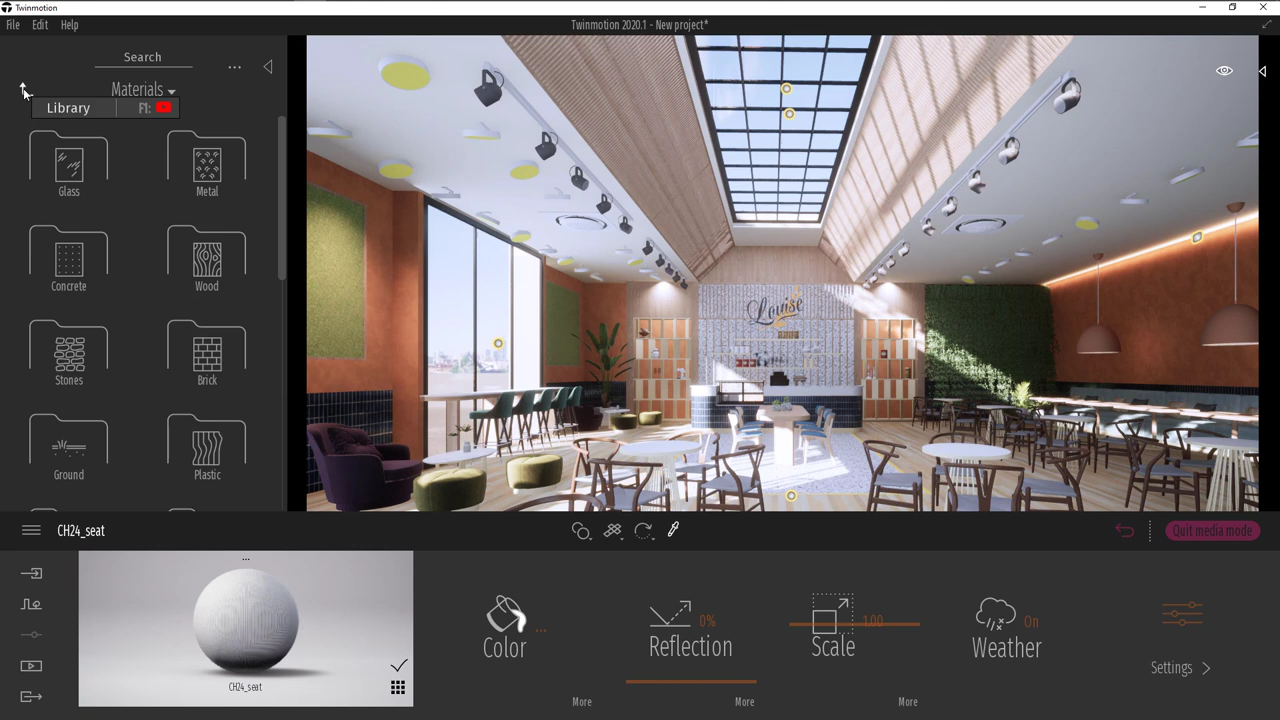 Twinmotion
File Edit Help
Twinmotion 2020.1 - New project*
Search
...
Materials
Library F1:
Glass Metal
Concrete Wood
Stones Brick
Ground Plastic
Louise
CH24_seat
Quit media mode
...
CH24_seat
Color ...
More
Reflection 0%
More
Scale 1.00
More
Weather On
Settings